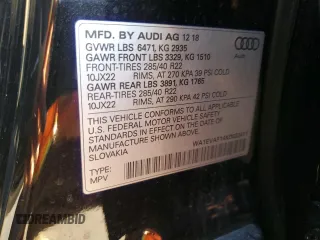 MFD. BY AUDI AG 12 18
GVWR LBS 6471, KG 2935
GAWR FRONT LBS 3329, KG 1510
FRONT-TIRES 285/40 R22
10JX22 RIMS, AT 270 KPA 39 PSI COLD
GAWR REAR LBS 3891, KG 1765
REAR-TIRES 285/40 R22
10JX22 RIMS, AT 290 KPA 42 PSI COLD
THIS VEHICLE CONFORMS TO ALL APPLICABLE
FEDERAL MOTOR VEHICLE SAFETY
STANDARDS IN EFFECT ON THE DATE OF
MANUFACTURE SHOWN ABOVE
SLOVAKIA
TYPE:
MPV
Audi
DREAMBID